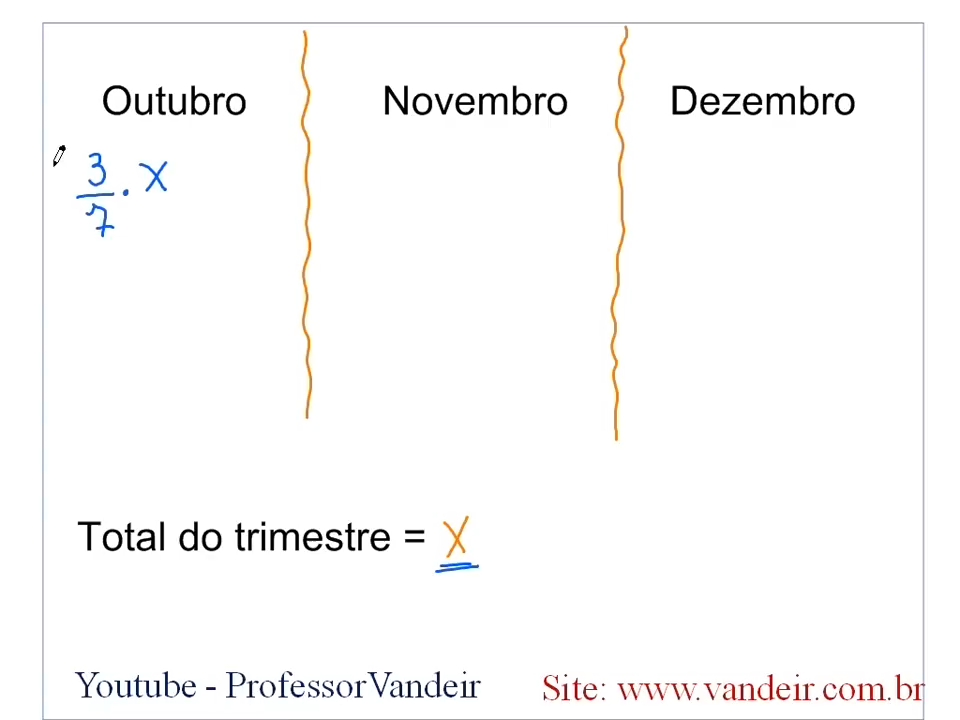 Outubro Novembro Dezembro
3/7 . x
Total do trimestre = x
Youtube - ProfessorVandeir Site: www.vandeir.com.br